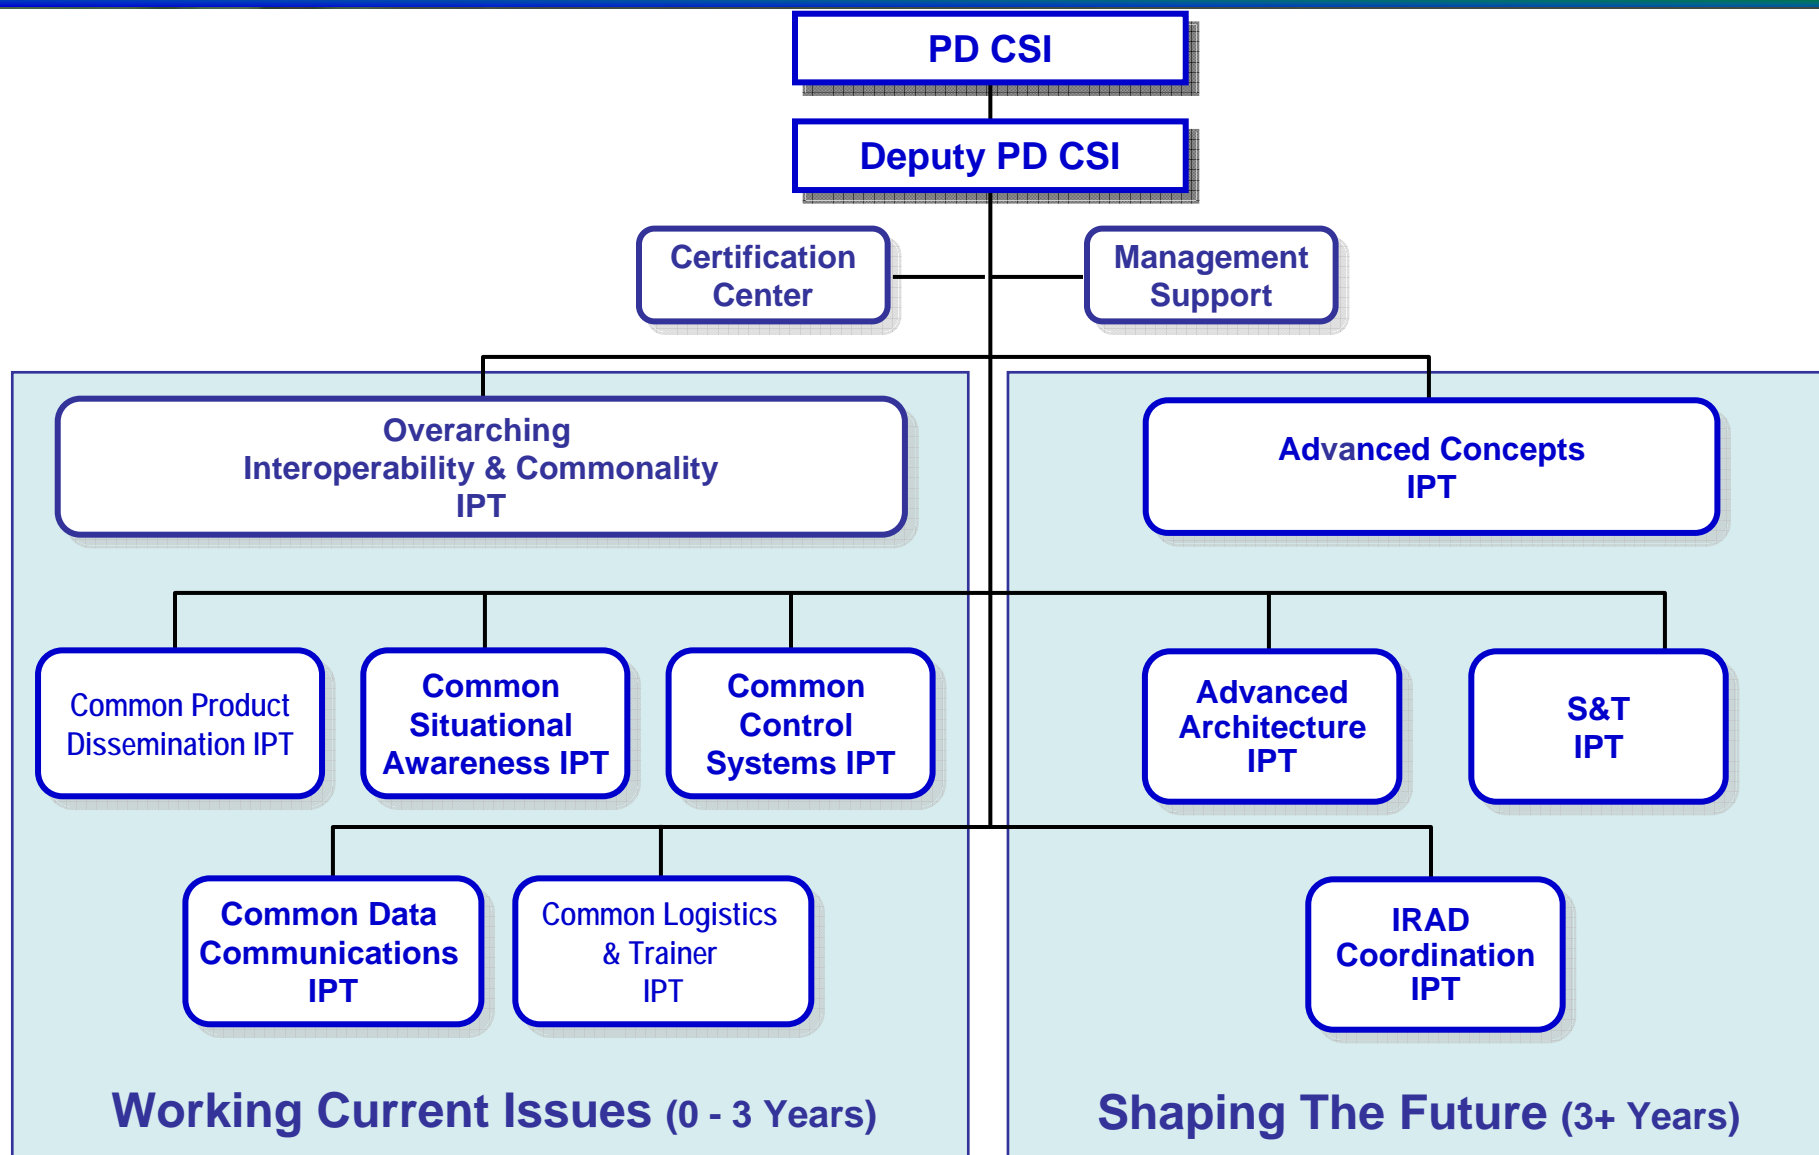 PD CSI
Deputy PD CSI
Certification
Center
Management
Support
Overarching
Interoperability & Commonality
IPT
Advanced Concepts
IPT
Common Product
Dissemination IPT
Common
Situational
Awareness IPT
Common
Control
Systems IPT
Advanced
Architecture
IPT
S&T
IPT
Common Data
Communications
IPT
Common Logistics
& Trainer
IPT
IRAD
Coordination
IPT
Working Current Issues (0 - 3 Years)
Shaping The Future (3+ Years)